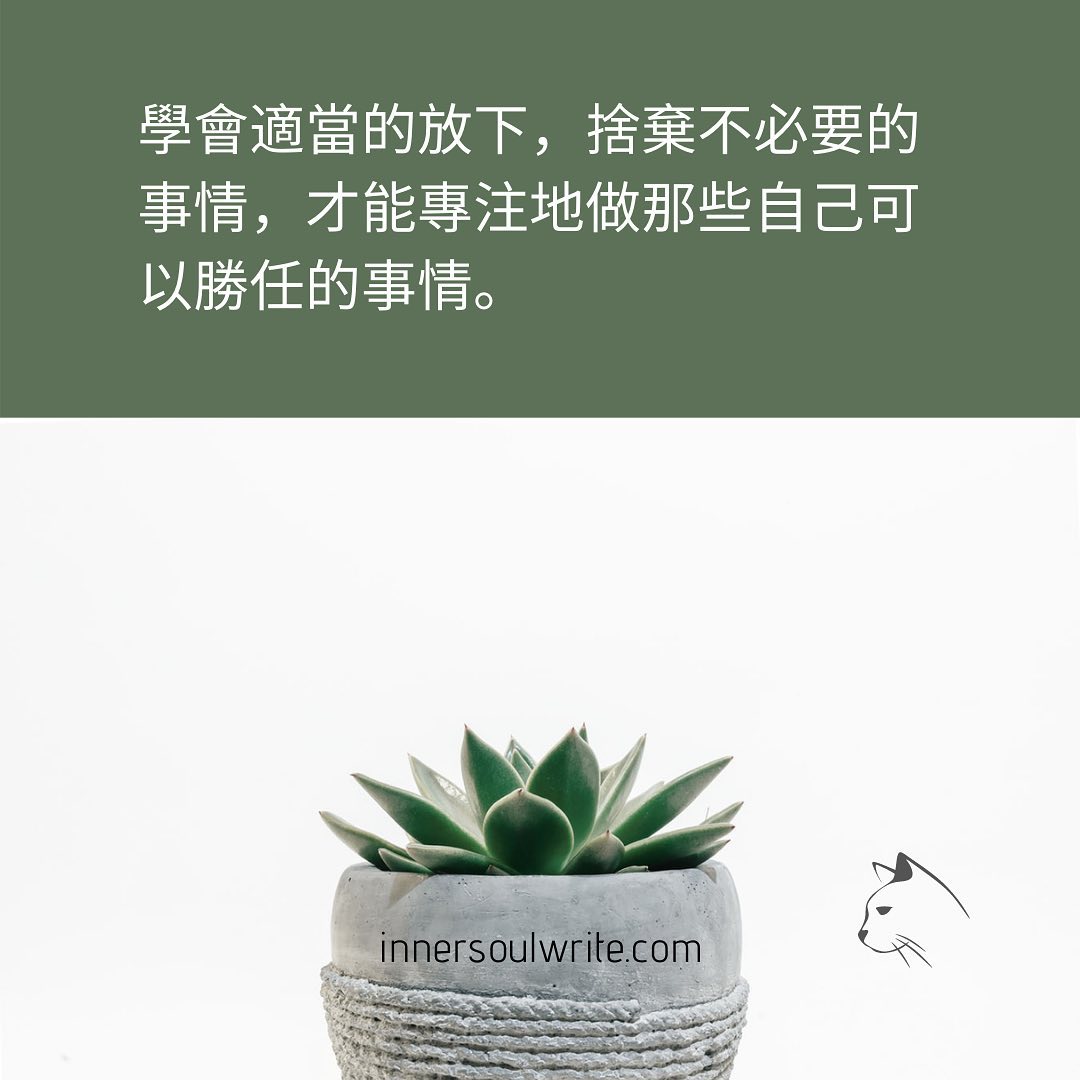 學會適當的放下，捨棄不必要的
事情，才能專注地做那些自己可
以勝任的事情。
innersoulwrite.com